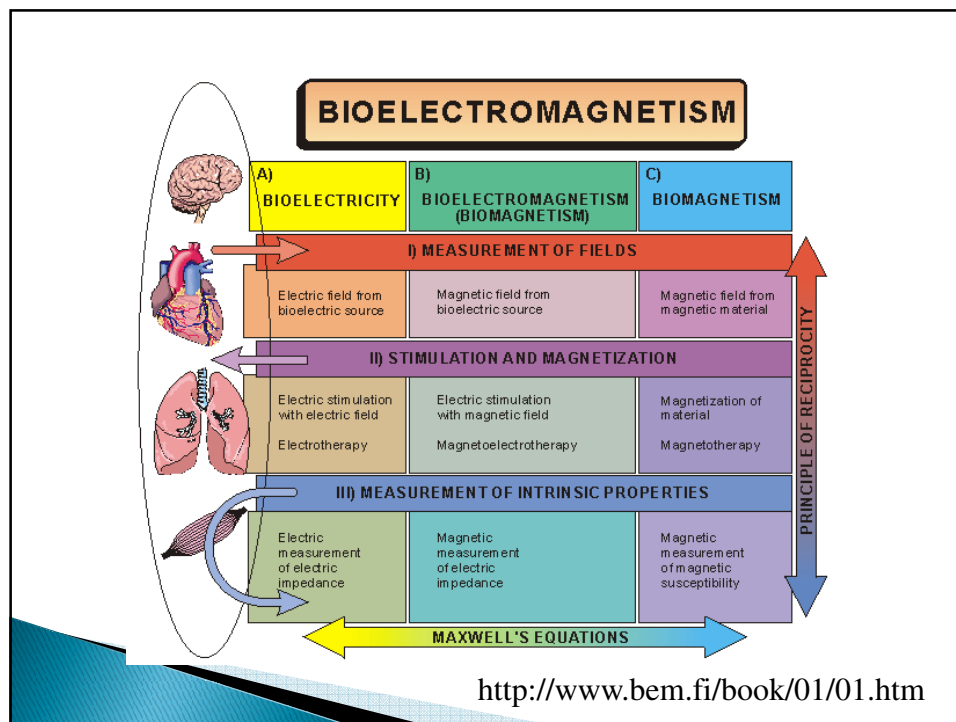 BIOELECTROMAGNETISM
A)
BIOELECTRICITY
B)
BIOELECTROMAGNETISM
(BIOMAGNETISM)
C)
BIOMAGNETISM
I) MEASUREMENT OF FIELDS
Electric field from
bioelectric source
Magnetic field from
bioelectric source
Magnetic field from
magnetic material
II) STIMULATION AND MAGNETIZATION
Electric stimulation
with electric field
Electrotherapy
Electric stimulation
with magnetic field
Magnetoelectrotherapy
Magnetization of
material
Magnetotherapy
III) MEASUREMENT OF INTRINSIC PROPERTIES
Electric
measurement
of electric
impedance
Magnetic
measurement
of electric
impedance
Magnetic
measurement
of magnetic
susceptibility
PRINCIPLE OF RECIPROCITY
MAXWELL'S EQUATIONS
http://www.bem.fi/book/01/01.htm